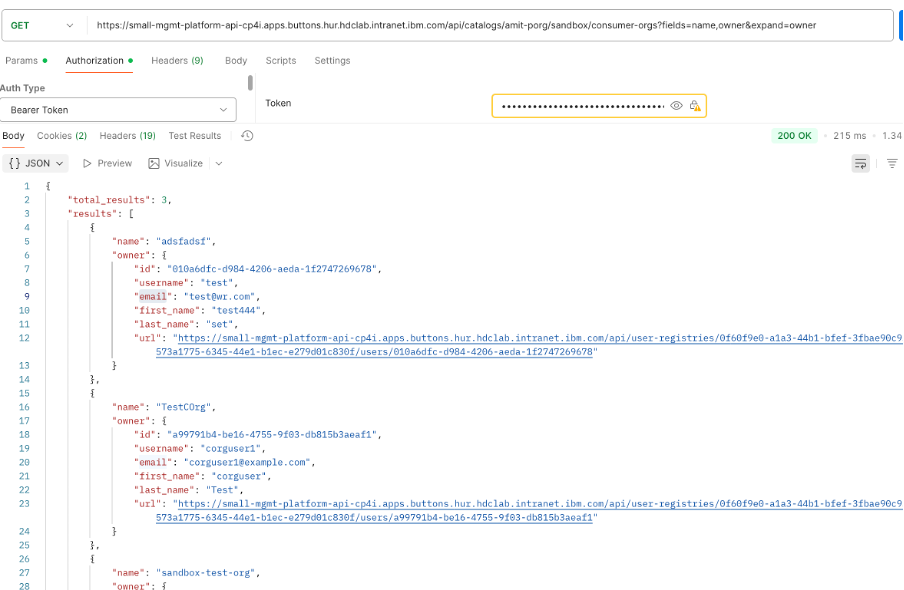 GET https://small-mgmt-platform-api-cp4i.apps.buttons.hur.hdclab.intranet.ibm.com/api/catalogs/amit-porg/sandbox/consumer-orgs?fields=name,owner&expand=owner
Params Authorization Headers (9) Body Scripts Settings
Auth Type
Bearer Token
Token
Body Cookies (2) Headers (19) Test Results 200 OK 215 ms 1.34
{} JSON Preview Visualize
1 {
2 "total_results": 3,
3 "results": [
4 {
5 "name": "adsfadsf",
6 "owner": {
7 "id": "010a6dfc-d984-4206-aeda-1f2747269678",
8 "username": "test",
9 "email": "test@wr.com",
10 "first_name": "test444",
11 "last_name": "set",
12 "url": "https://small-mgmt-platform-api-cp4i.apps.buttons.hur.hdclab.intranet.ibm.com/api/user-registries/0f60f9e0-a1a3-44b1-bfef-3fbae90c9
573a1775-6345-44e1-b1ec-e279d01c830f/users/010a6dfc-d984-4206-aeda-1f2747269678"
13 }
14 },
15 {
16 "name": "TestCOrg",
17 "owner": {
18 "id": "a99791b4-be16-4755-9f03-db815b3aeaf1",
19 "username": "corguser1",
20 "email": "corguser1@example.com",
21 "first_name": "corguser",
22 "last_name": "Test",
23 "url": "https://small-mgmt-platform-api-cp4i.apps.buttons.hur.hdclab.intranet.ibm.com/api/user-registries/0f60f9e0-a1a3-44b1-bfef-3fbae90c9
573a1775-6345-44e1-b1ec-e279d01c830f/users/a99791b4-be16-4755-9f03-db815b3aeaf1"
24 }
25 },
26 {
27 "name": "sandbox-test-org",
28 "owner": {